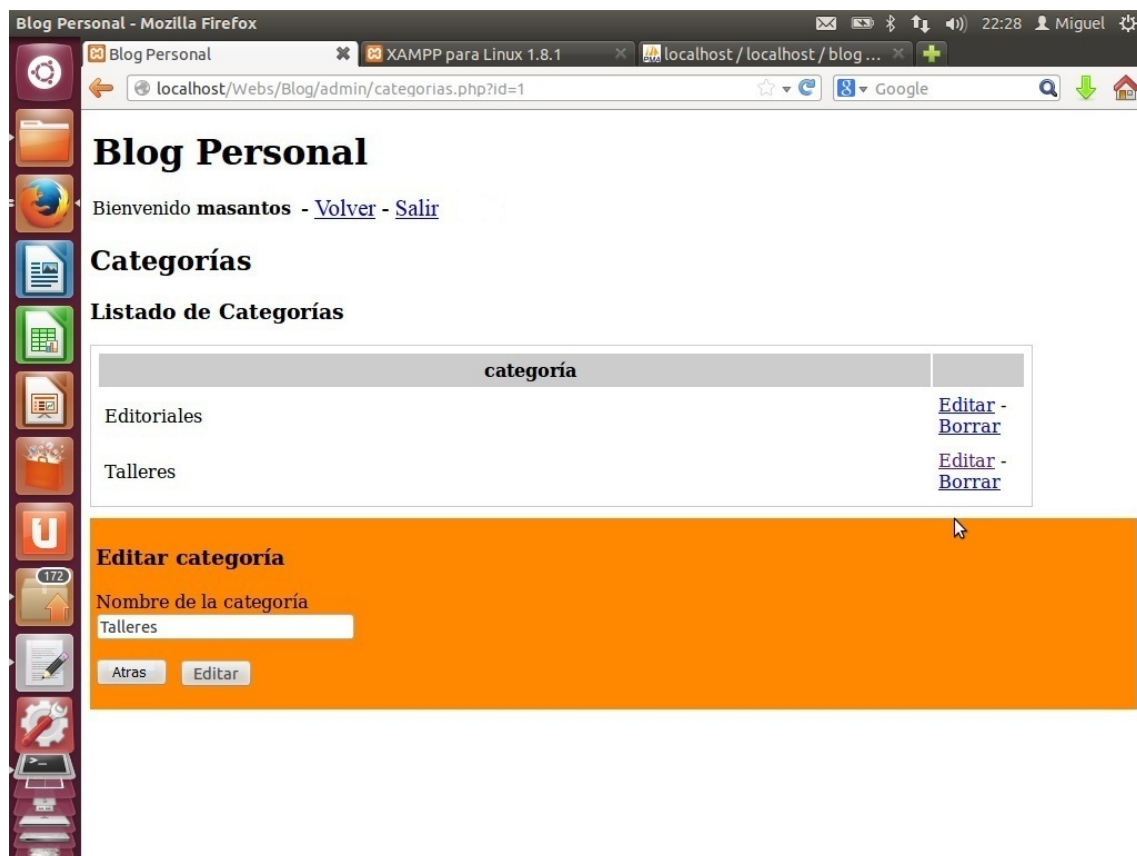 Blog Personal - Mozilla Firefox
22:28 Miguel
Blog Personal
XAMPP para Linux 1.8.1
localhost / localhost / blog ...
localhost/Webs/Blog/admin/categorias.php?id=1
8 Google
Blog Personal
Bienvenido masantos - Volver - Salir
Categorías
Listado de Categorías
categoría
Editoriales
Editar -
Borrar
Talleres
Editar -
Borrar
172
Editar categoría
Nombre de la categoría
Talleres
Atras Editar